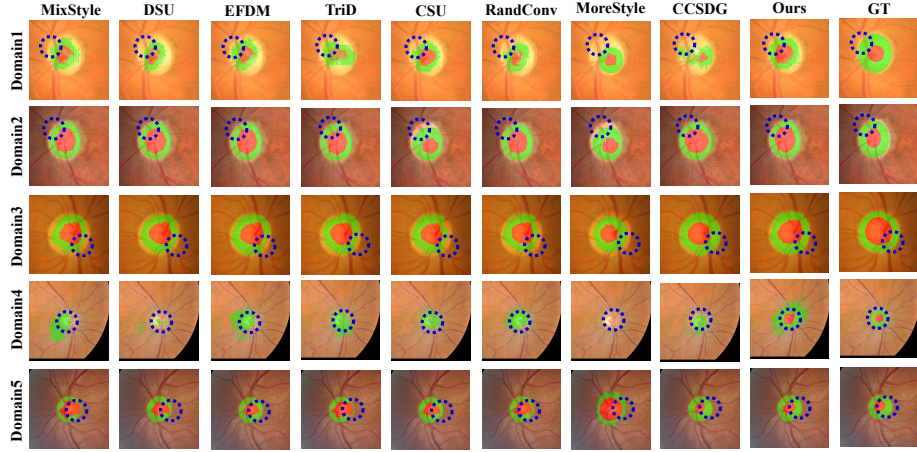 MixStyle DSU EFDM TriD CSU RandConv MoreStyle CCSDG Ours GT
Domain1
Domain2
Domain3
Domain4
Domain5